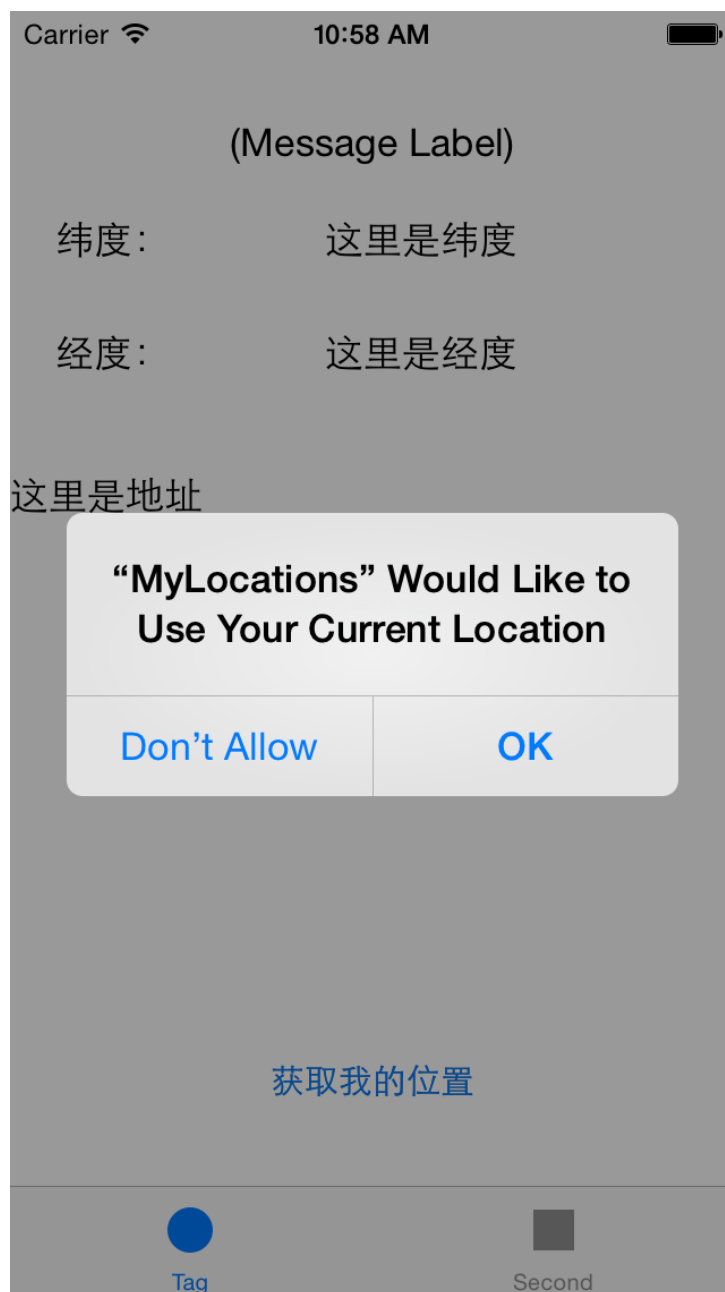 Carrier 10:58 AM
(Message Label)
纬度： 这里是纬度
经度： 这里是经度
这里是地址
“MyLocations” Would Like to
Use Your Current Location
Don’t Allow OK
获取我的位置
Tag Second